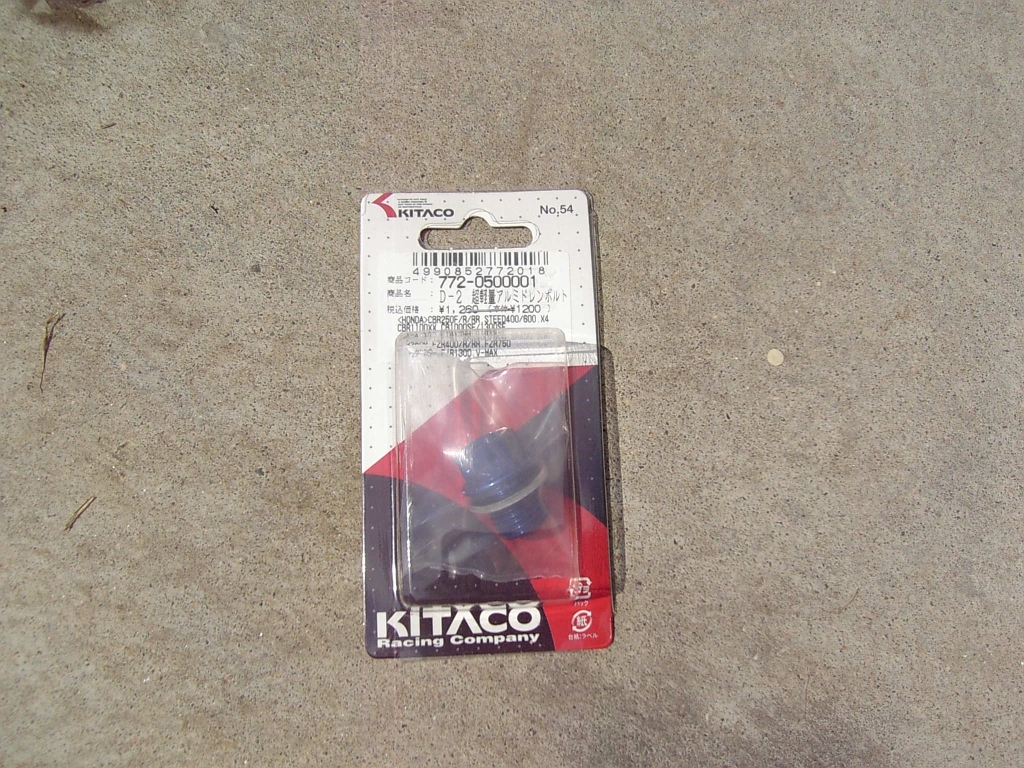 KITACO
No.54
4990852772018
商品コード : 772-0500001
商品名 : D-2 超軽量アルミドレンボルト
税込価格 : ¥1,260 (本体¥1200)
<HONDA>CBR250F/R/RR STEED400/600 X4
CBR1100XX CB1000SF/1300SF
FZR400/R/RR FZR750
R1300 V-MAX
KITACO
Racing Company
パック
紙
台紙:ラベル